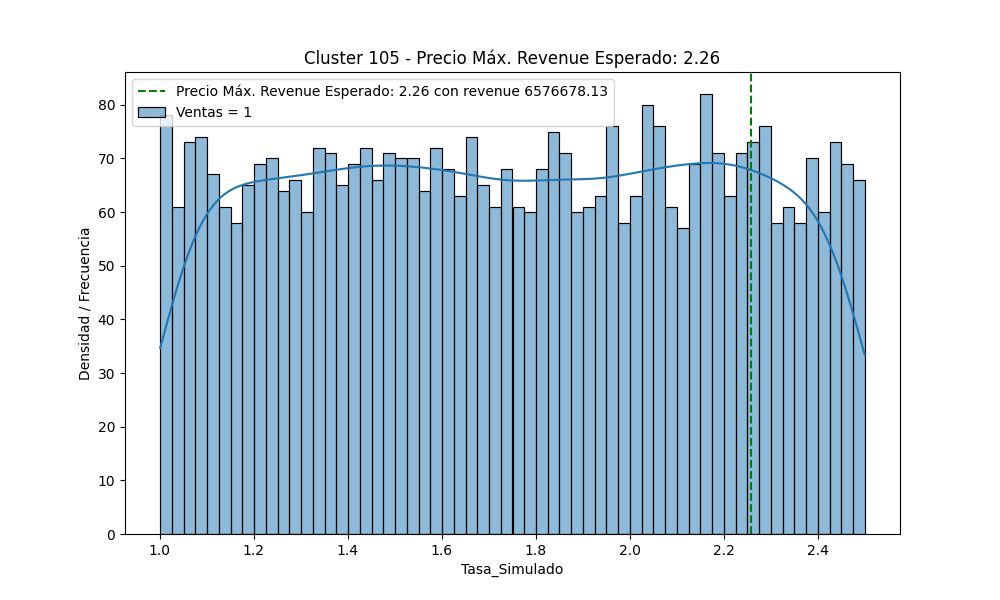 Cluster 105 - Precio Máx. Revenue Esperado: 2.26
Precio Máx. Revenue Esperado: 2.26 con revenue 6576678.13
Ventas = 1
Densidad / Frecuencia
80
70
60
50
40
30
20
10
0
1.0 1.2 1.4 1.6 1.8 2.0 2.2 2.4
Tasa_Simulado